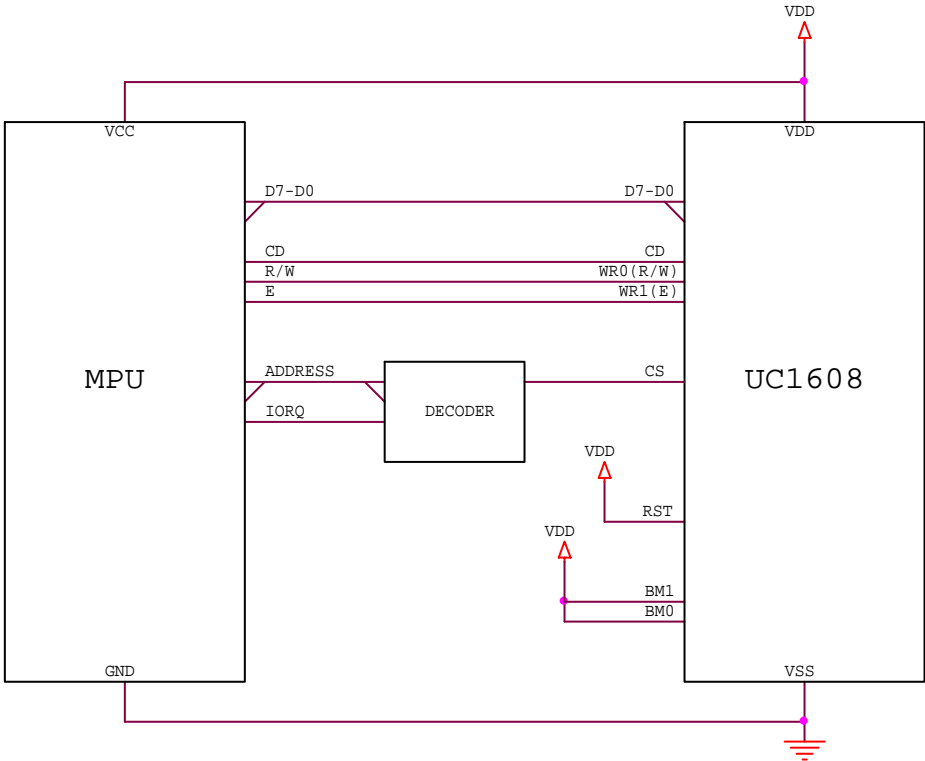 VDD
VCC
VDD
D7-D0
D7-D0
CD
CD
R/W
WR0(R/W)
E
WR1(E)
MPU
ADDRESS
CS
UC1608
IORQ
DECODER
VDD
RST
VDD
BM1
BM0
GND
VSS